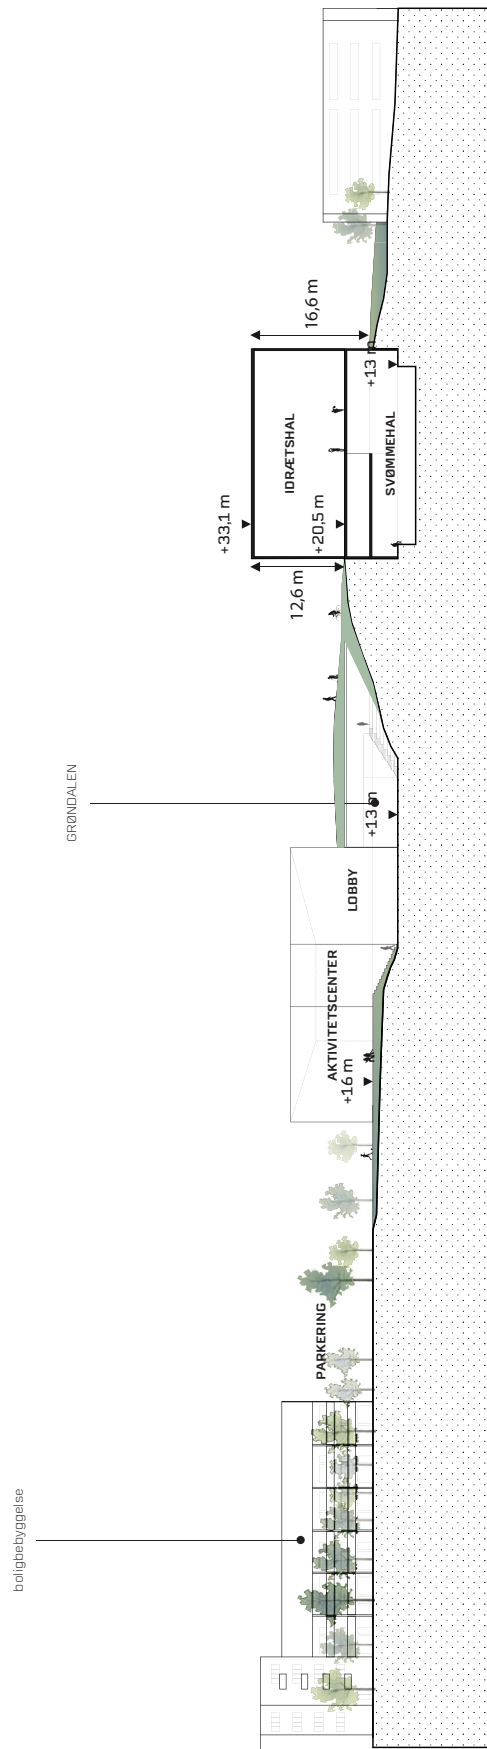 boligbebyggelse
PARKERING
+16 m
AKTIVITETSCENTER
LOBBY
GRØNDALEN
+13 m
12,6 m
+33,1 m
+20,5 m
IDRÆTSHAL
SVØMMEHAL
+13 m
16,6 m